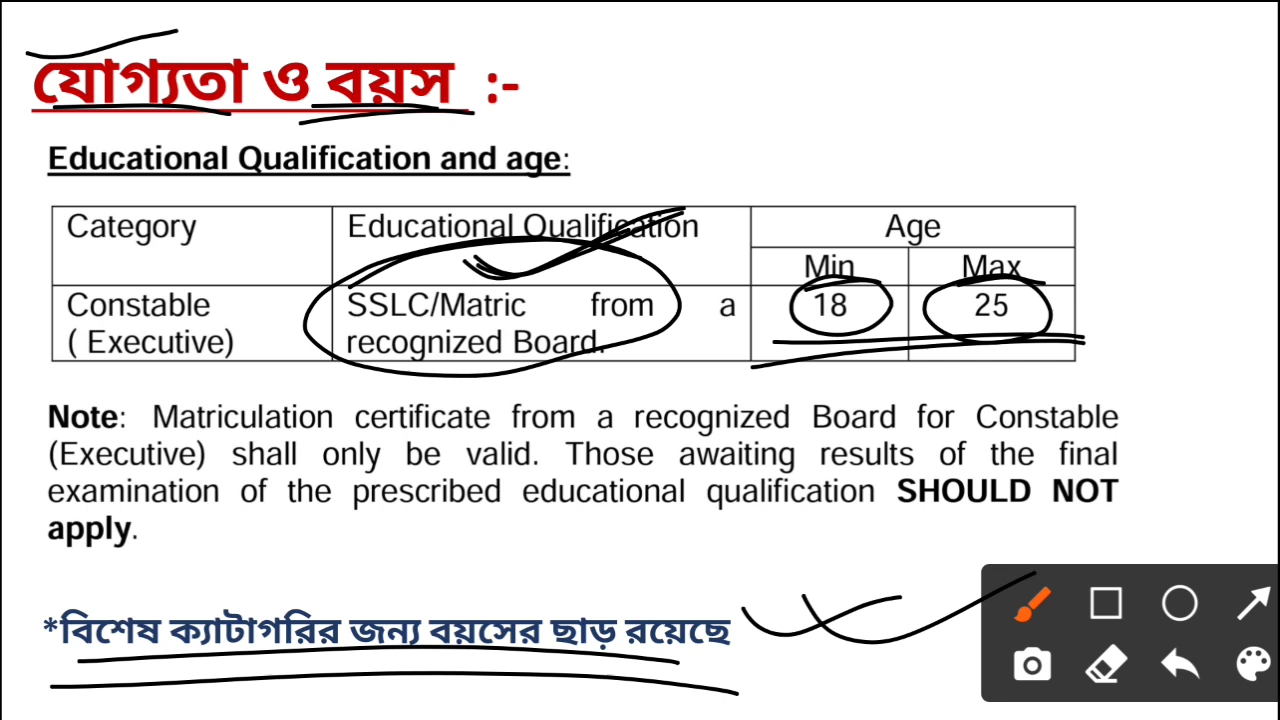 যোগ্যতা ও বয়স :-
Educational Qualification and age:
Category Educational Qualification Age
Min Max
Constable SSLC/Matric from a 18 25
( Executive) recognized Board.
Note: Matriculation certificate from a recognized Board for Constable
(Executive) shall only be valid. Those awaiting results of the final
examination of the prescribed educational qualification SHOULD NOT
apply.
*বিশেষ ক্যাটাগরির জন্য বয়সের ছাড় রয়েছে